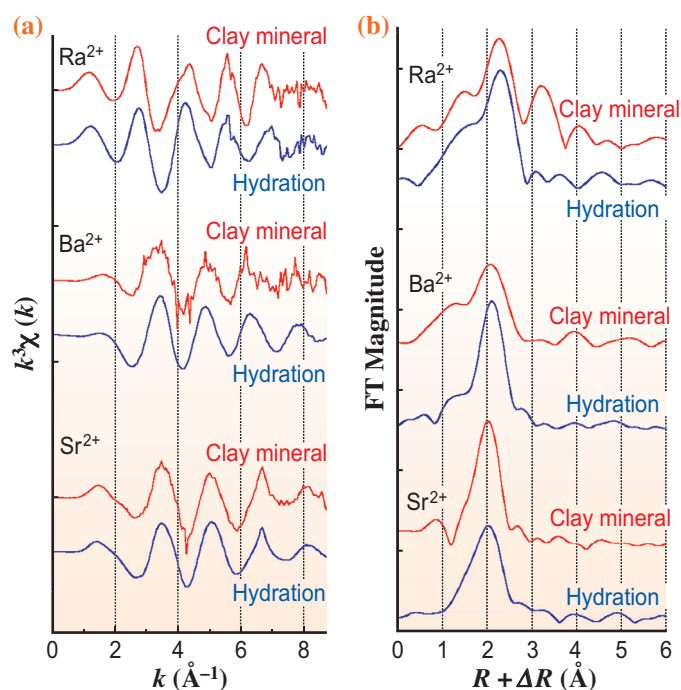 (a)
Ra²⁺
Clay mineral
Hydration
Ba²⁺
Clay mineral
Hydration
Sr²⁺
Clay mineral
Hydration
k³χ (k)
0 2 4 6 8
k (Å⁻¹)
(b)
Ra²⁺
Clay mineral
Hydration
Ba²⁺
Clay mineral
Hydration
Sr²⁺
Clay mineral
Hydration
FT Magnitude
0 1 2 3 4 5 6
R + ΔR (Å)